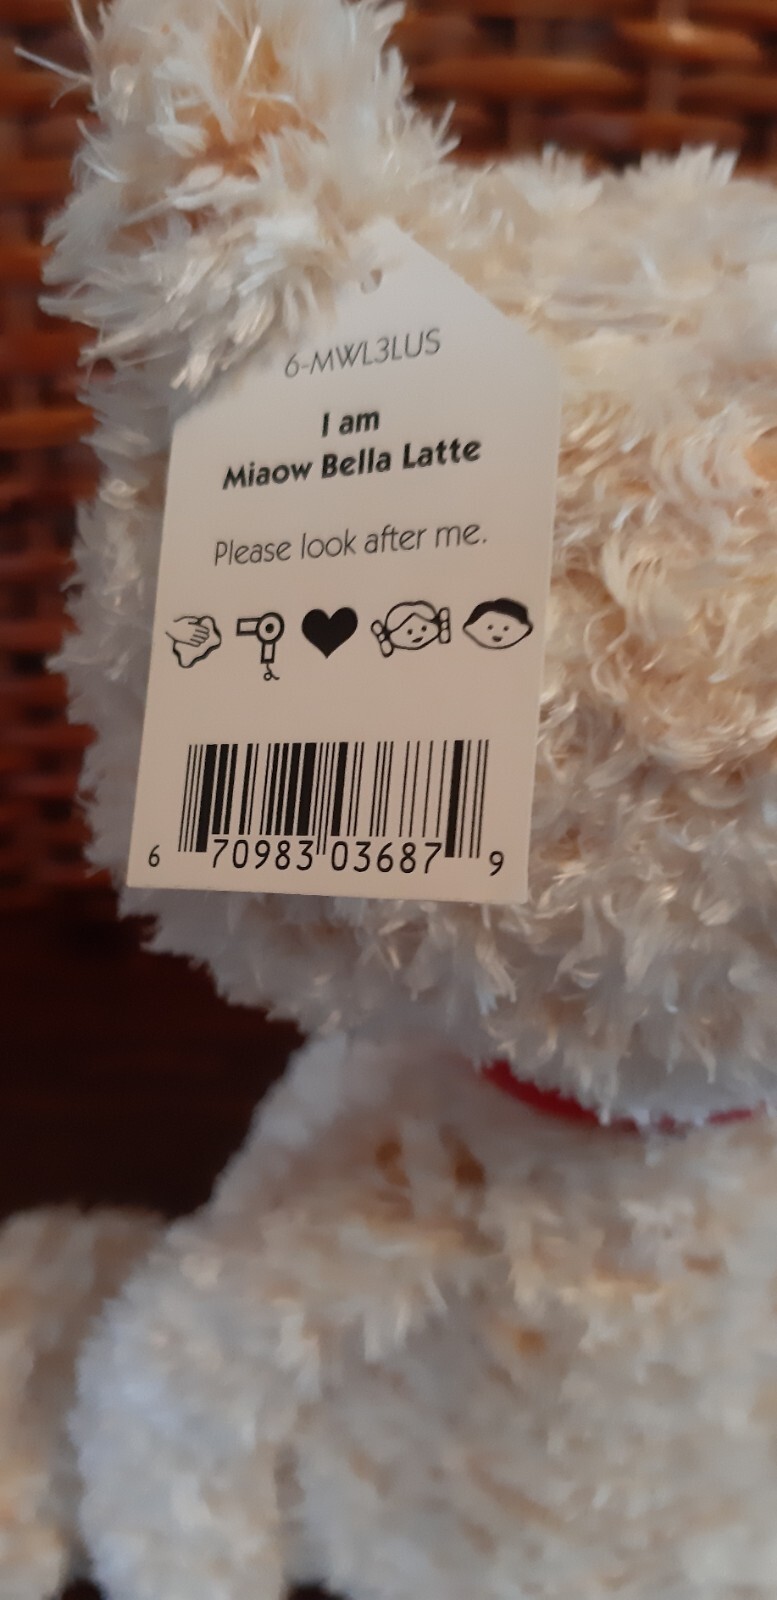 6-MWL3LUS
I am
Miaow Bella Latte
Please look after me.
6 70983 03687 9